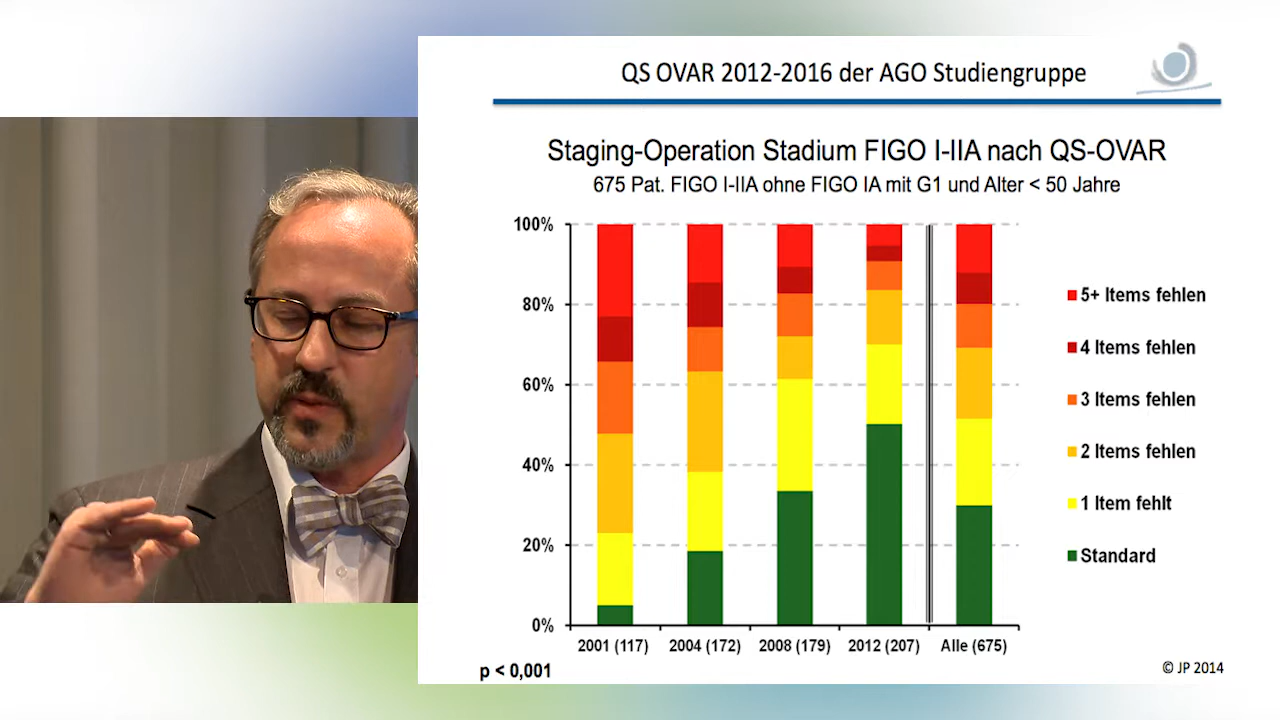 QS OVAR 2012-2016 der AGO Studiengruppe
Staging-Operation Stadium FIGO I-IIA nach QS-OVAR
675 Pat. FIGO I-IIA ohne FIGO IA mit G1 und Alter < 50 Jahre
100%
80%
60%
40%
20%
0%
2001 (117) 2004 (172) 2008 (179) 2012 (207) Alle (675)
5+ Items fehlen
4 Items fehlen
3 Items fehlen
2 Items fehlen
1 Item fehlt
Standard
p < 0,001
© JP 2014